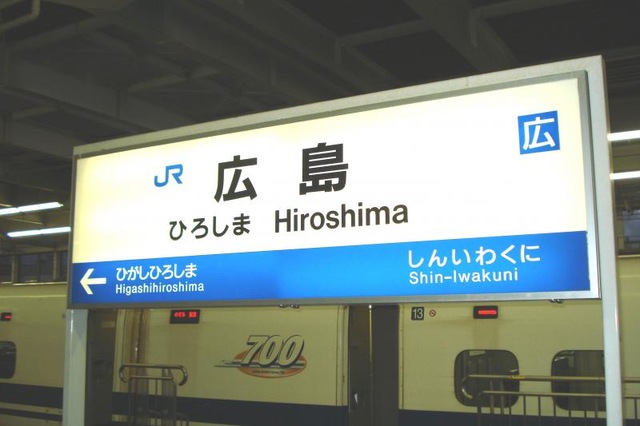 JR 広島 広
ひろしま Hiroshima
← ひがしひろしま しんいわくに
Higashihiroshima Shin-Iwakuni
700
13